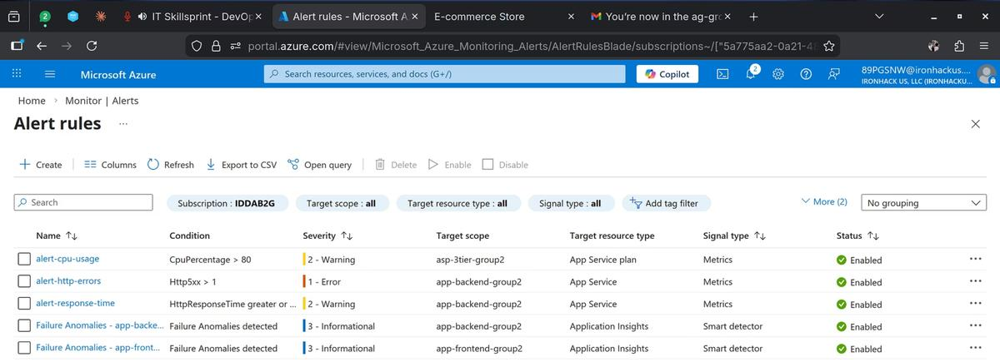 2 IT Skillsprint - DevOp Alert rules - Microsoft A E-commerce Store You're now in the ag-gro
portal.azure.com/#view/Microsoft_Azure_Monitoring_Alerts/AlertRulesBlade/subscriptions~/["5a775aa2-0a21-48
Microsoft Azure Search resources, services, and docs (G+/) Copilot 2 89PGSNW@ironhackus....
IRONHACK US, LLC (IRONHACKU...
Home > Monitor | Alerts
Alert rules ...
Create Columns Refresh Export to CSV Open query Delete Enable Disable
Search Subscription : IDDAB2G Target scope : all Target resource type : all Signal type : all Add tag filter More (2) No grouping
Name Condition Severity Target scope Target resource type Signal type Status
alert-cpu-usage CpuPercentage > 80 2 - Warning asp-3tier-group2 App Service plan Metrics Enabled
alert-http-errors Http5xx > 1 1 - Error app-backend-group2 App Service Metrics Enabled
alert-response-time HttpResponseTime greater or ... 2 - Warning app-backend-group2 App Service Metrics Enabled
Failure Anomalies - app-backe... Failure Anomalies detected 3 - Informational app-backend-group2 Application Insights Smart detector Enabled
Failure Anomalies - app-front... Failure Anomalies detected 3 - Informational app-frontend-group2 Application Insights Smart detector Enabled